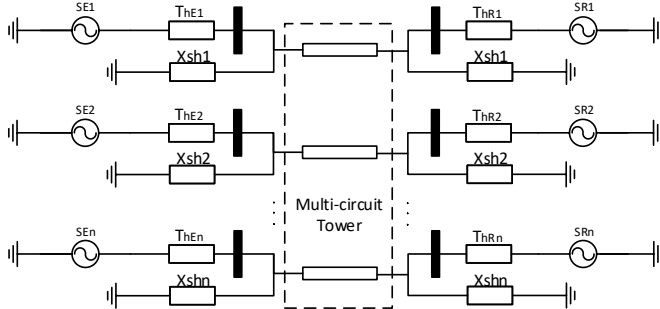 SE1 ThE1 ThR1 SR1
Xsh1 Xsh1
SE2 ThE2 ThR2 SR2
Xsh2 Xsh2
Multi-circuit
Tower
SEn ThEn ThRn SRn
Xshn Xshn